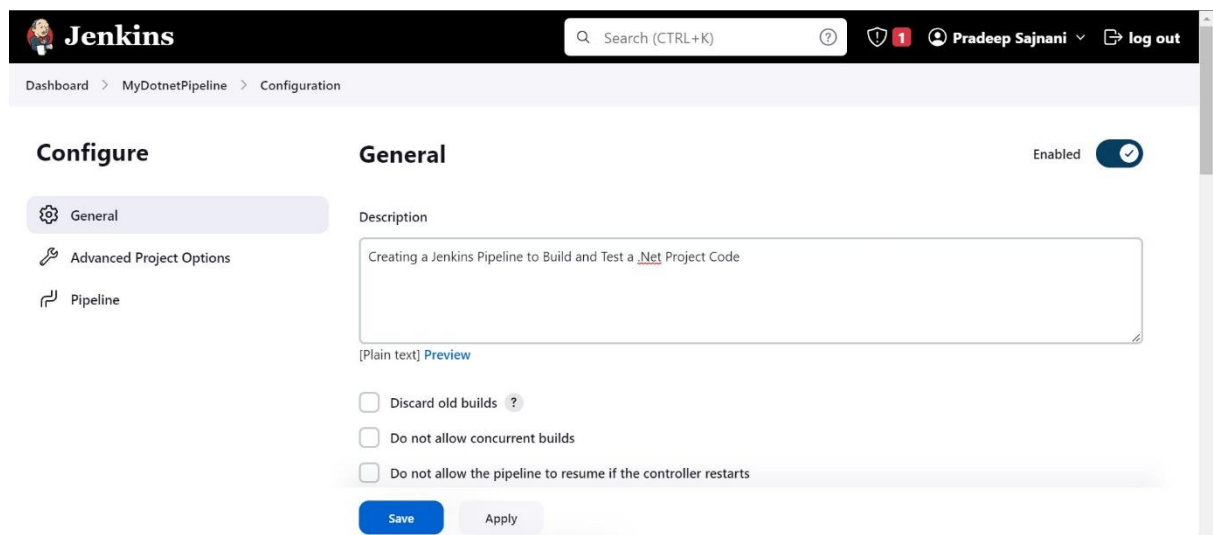 Jenkins
Search (CTRL+K)
?
1
Pradeep Sajnani
log out
Dashboard > MyDotnetPipeline > Configuration
Configure
General
Enabled
General
Advanced Project Options
Pipeline
Description
Creating a Jenkins Pipeline to Build and Test a .Net Project Code
[Plain text] Preview
Discard old builds ?
Do not allow concurrent builds
Do not allow the pipeline to resume if the controller restarts
Save
Apply